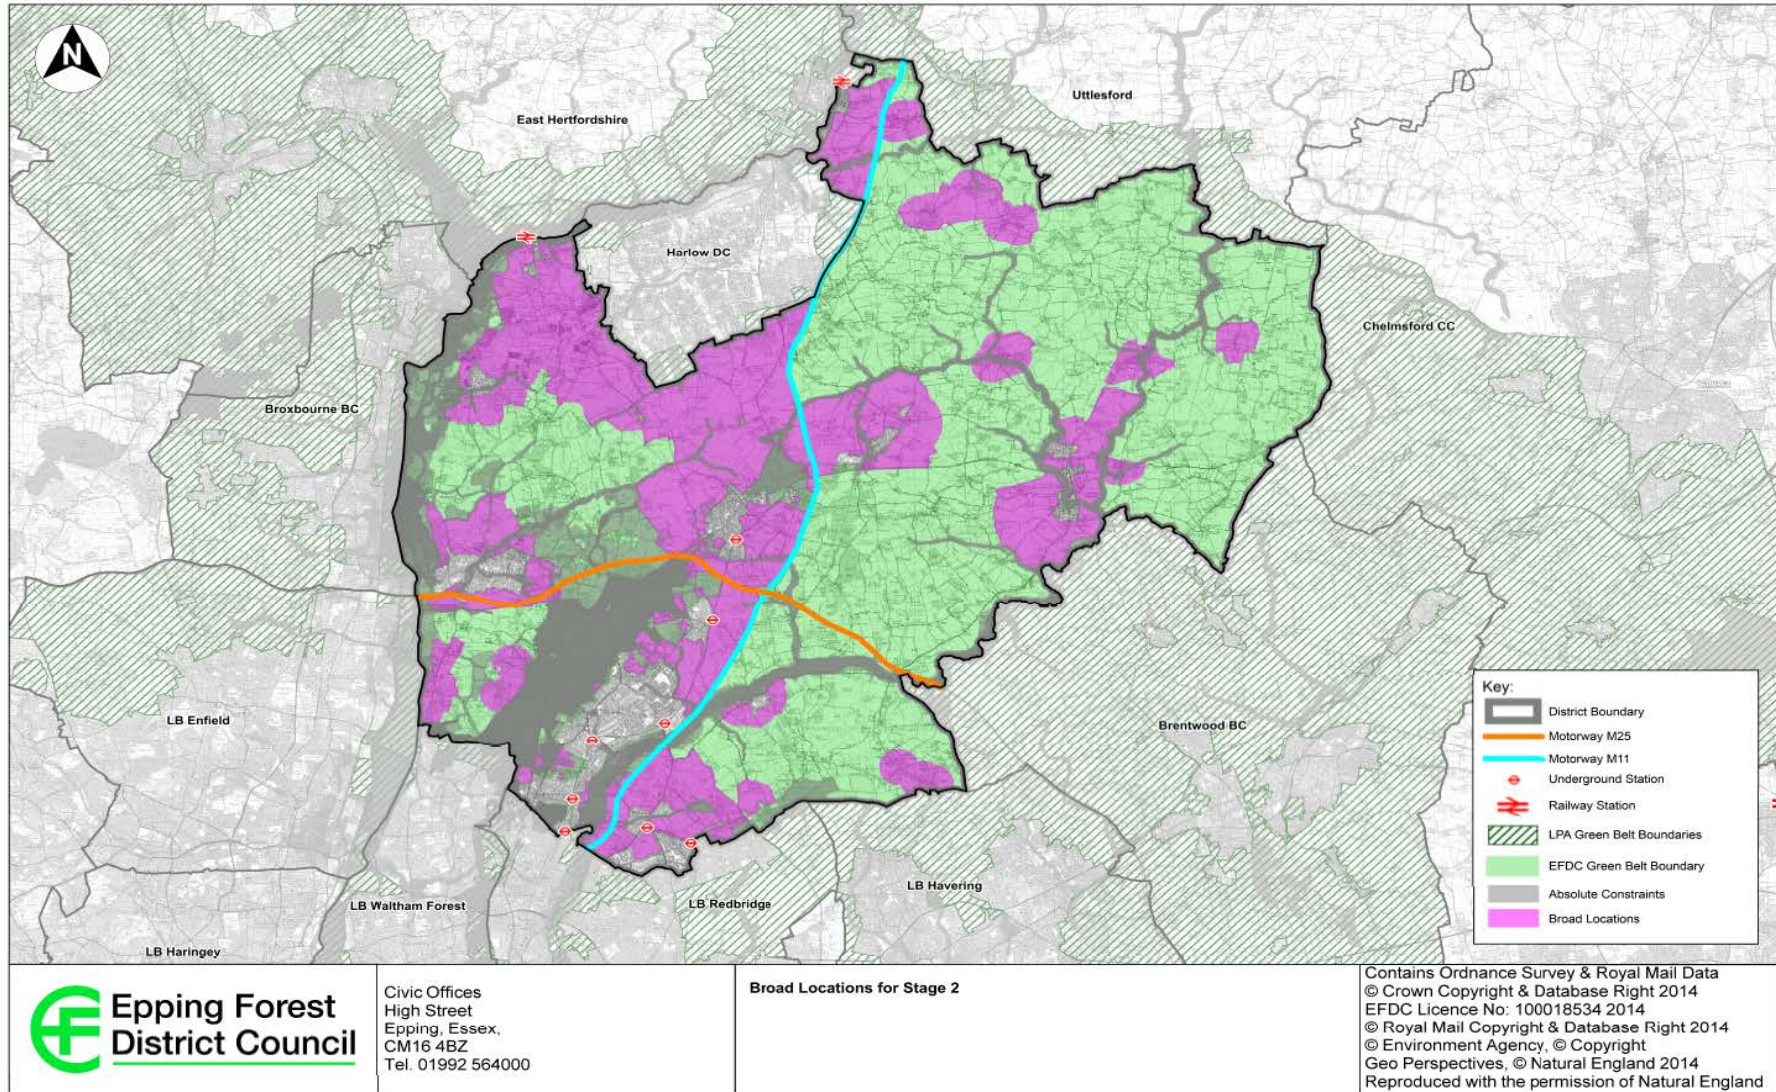 N
Uttlesford
East Hertfordshire
Harlow DC
Chelmsford CC
Broxbourne BC
LB Enfield
Brentwood BC
LB Havering
LB Waltham Forest
LB Redbridge
LB Haringey
Key:
District Boundary
Motorway M25
Motorway M11
Underground Station
Railway Station
LPA Green Belt Boundaries
EFDC Green Belt Boundary
Absolute Constraints
Broad Locations
Epping Forest
District Council
Civic Offices
High Street
Epping, Essex,
CM16 4BZ
Tel. 01992 564000
Broad Locations for Stage 2
Contains Ordnance Survey & Royal Mail Data
© Crown Copyright & Database Right 2014
EFDC Licence No: 100018534 2014
© Royal Mail Copyright & Database Right 2014
© Environment Agency, © Copyright
Geo Perspectives, © Natural England 2014
Reproduced with the permission of Natural England